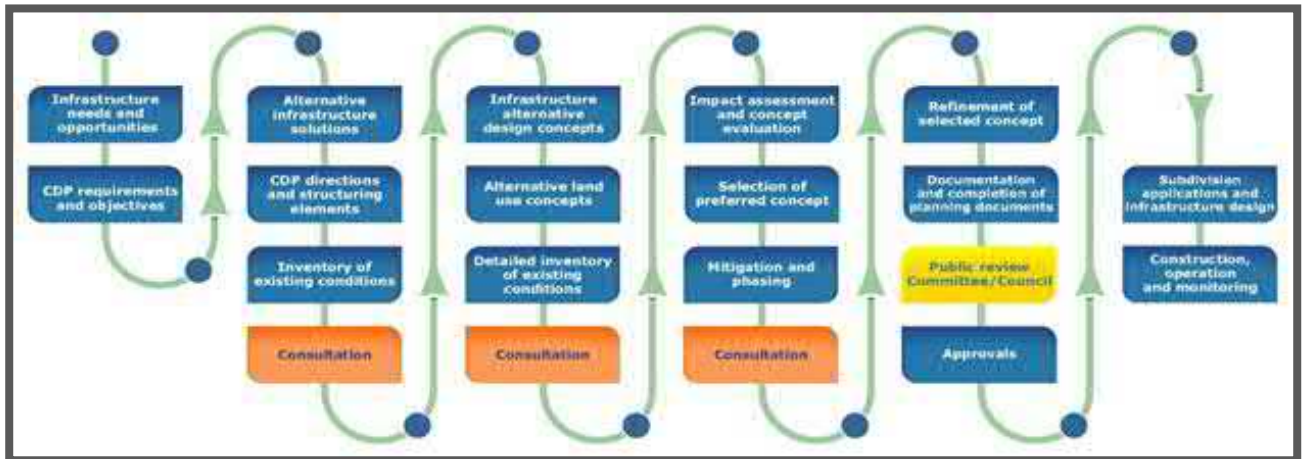 Infrastructure
needs and
opportunities
CDP requirements
and objectives
Alternative
infrastructure
solutions
CDP directions
and structuring
elements
Inventory of
existing conditions
Consultation
Infrastructure
alternative
design concepts
Alternative land
use concepts
Detailed inventory
of existing
conditions
Consultation
Impact assessment
and concept
evaluation
Selection of
preferred concept
Mitigation and
phasing
Consultation
Refinement of
selected concept
Documentation
and completion of
planning documents
Public review
Committee/Council
Approvals
Subdivision
applications and
infrastructure design
Construction,
operation
and monitoring